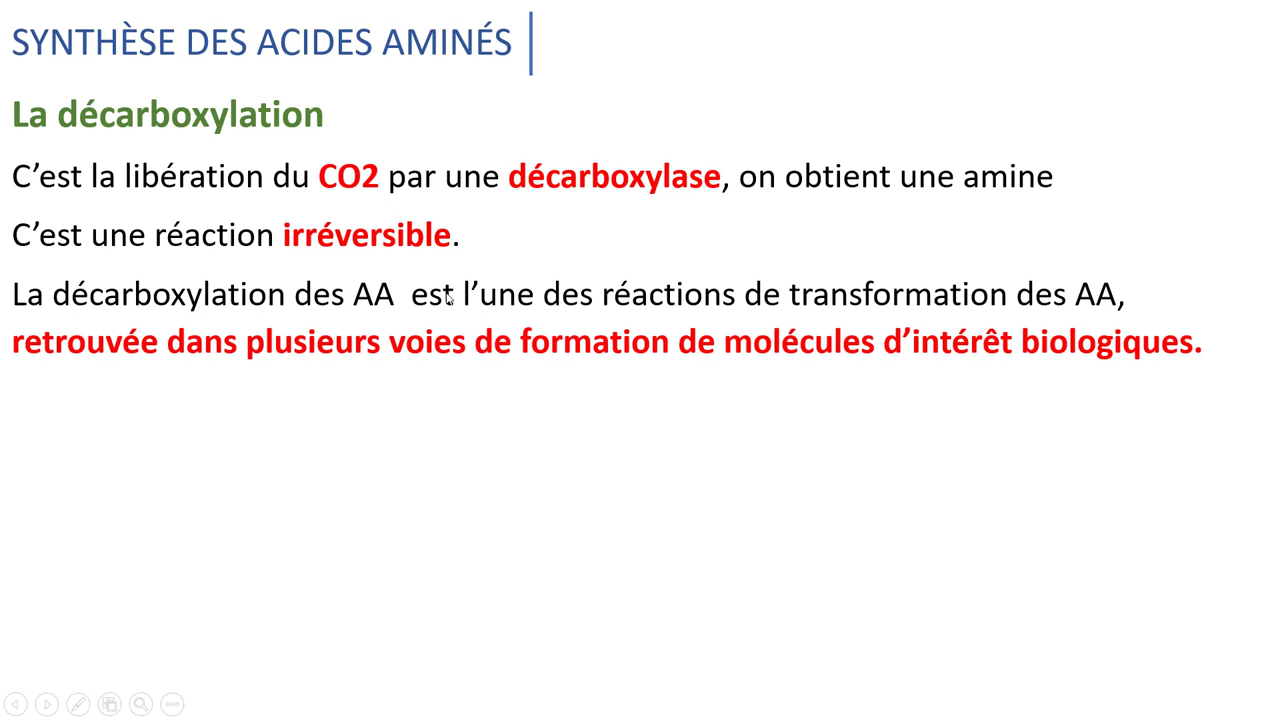 SYNTHÈSE DES ACIDES AMINÉS
La décarboxylation
C’est la libération du CO2 par une décarboxylase, on obtient une amine
C’est une réaction irréversible.
La décarboxylation des AA  est l’une des réactions de transformation des AA,
retrouvée dans plusieurs voies de formation de molécules d’intérêt biologiques.